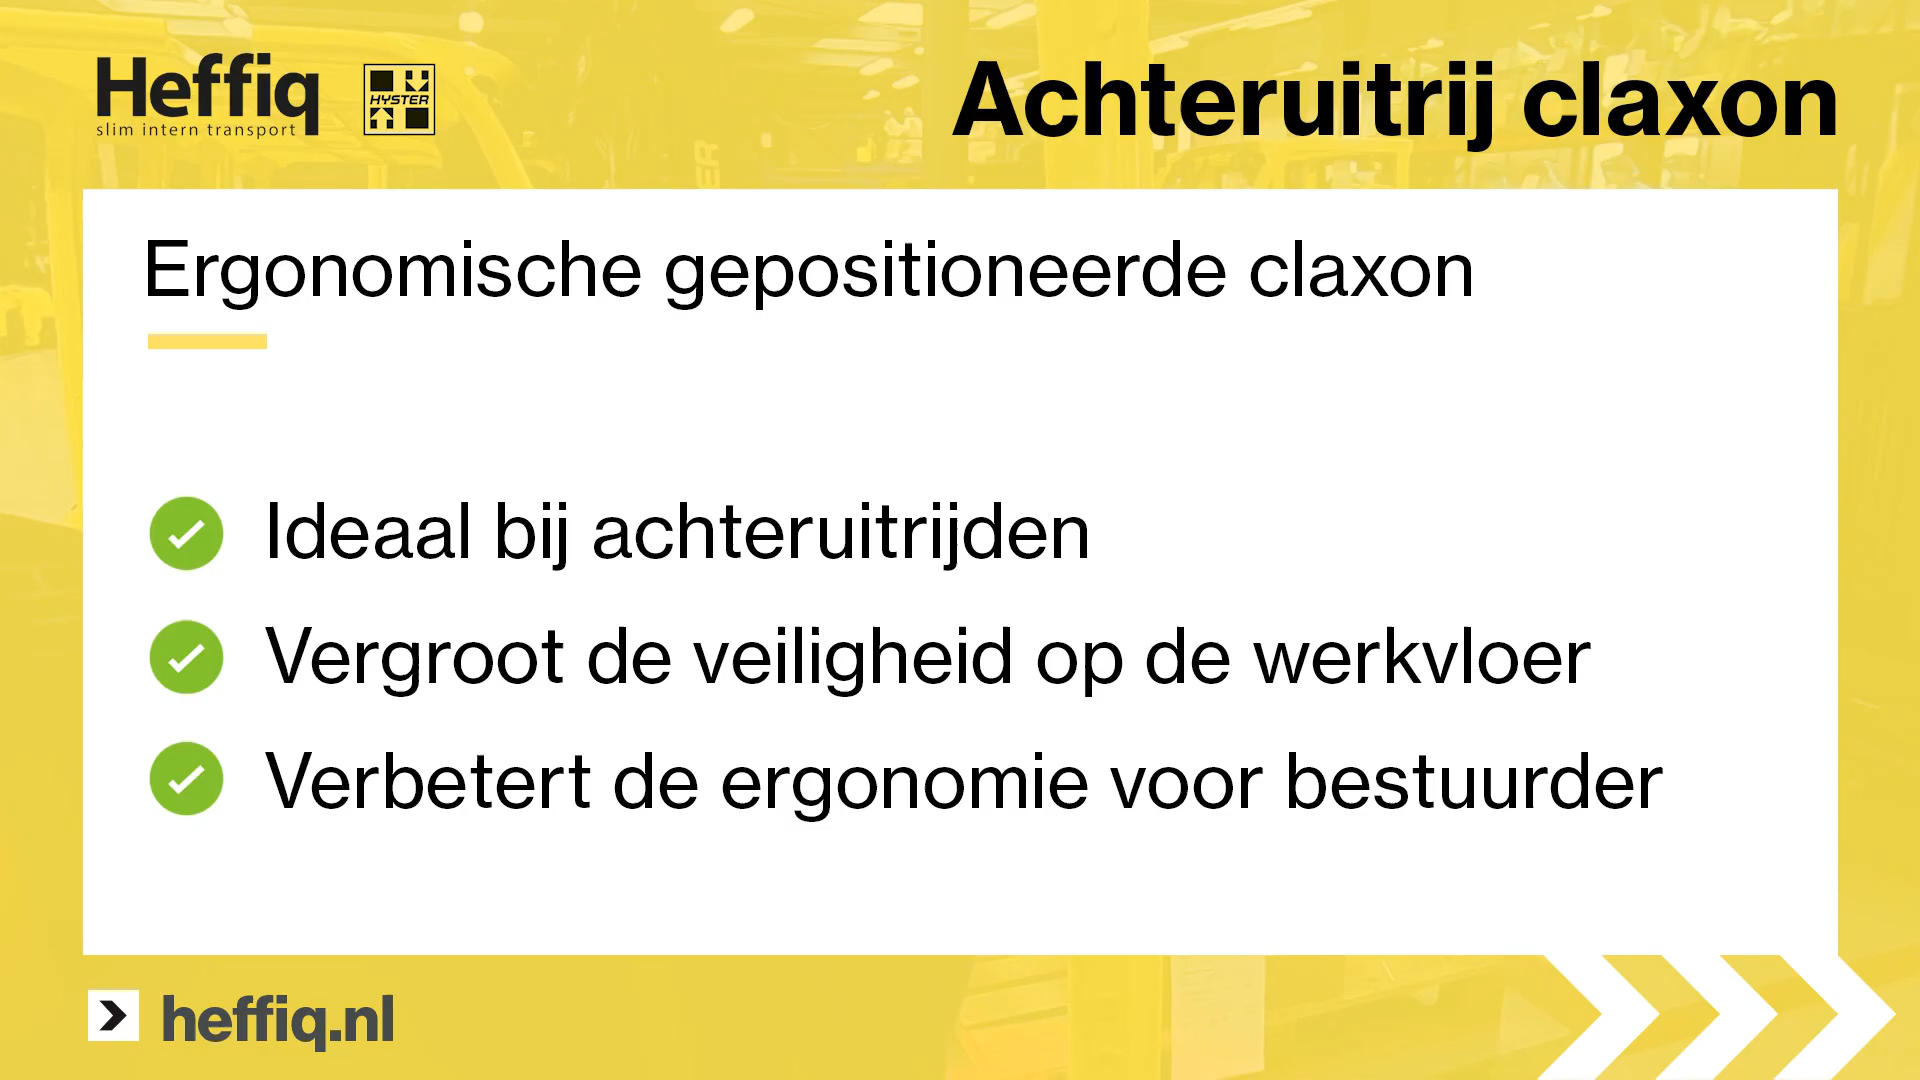 Heffiq
slim intern transport
HYSTER
Achteruitrij claxon
Ergonomische gepositioneerde claxon
Ideaal bij achteruitrijden
Vergroot de veiligheid op de werkvloer
Verbetert de ergonomie voor bestuurder
heffiq.nl